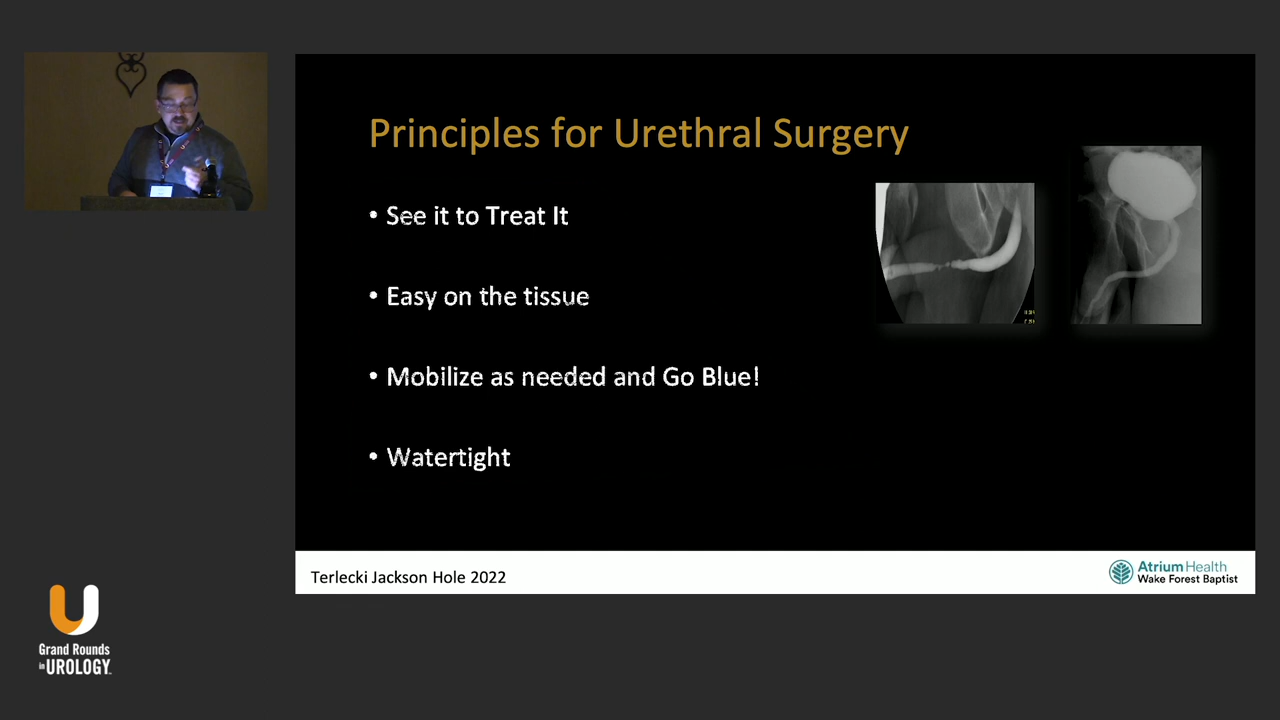 Principles for Urethral Surgery
• See it to Treat It
• Easy on the tissue
• Mobilize as needed and Go Blue!
• Watertight
Terlecki Jackson Hole 2022
Atrium Health
Wake Forest Baptist
Grand Rounds
in UROLOGY